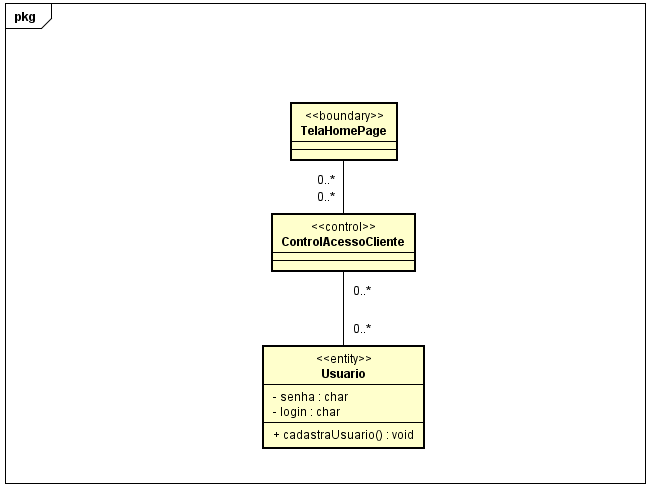 pkg
<<boundary>>
TelaHomePage
0..*
0..*
<<control>>
ControlAcessoCliente
0..*
0..*
<<entity>>
Usuario
- senha : char
- login : char
+ cadastraUsuario() : void